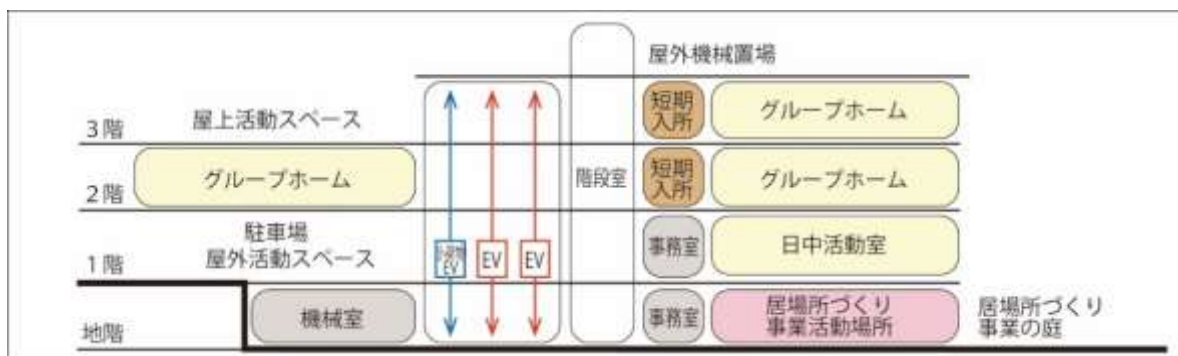 屋外機械置場
3階
屋上活動スペース
短期
入所
グループホーム
2階
グループホーム
階段室
短期
入所
グループホーム
1階
駐車場
屋外活動スペース
EV
EV
EV
事務室
日中活動室
地階
機械室
事務室
居場所づくり
事業活動場所
居場所づくり
事業の庭